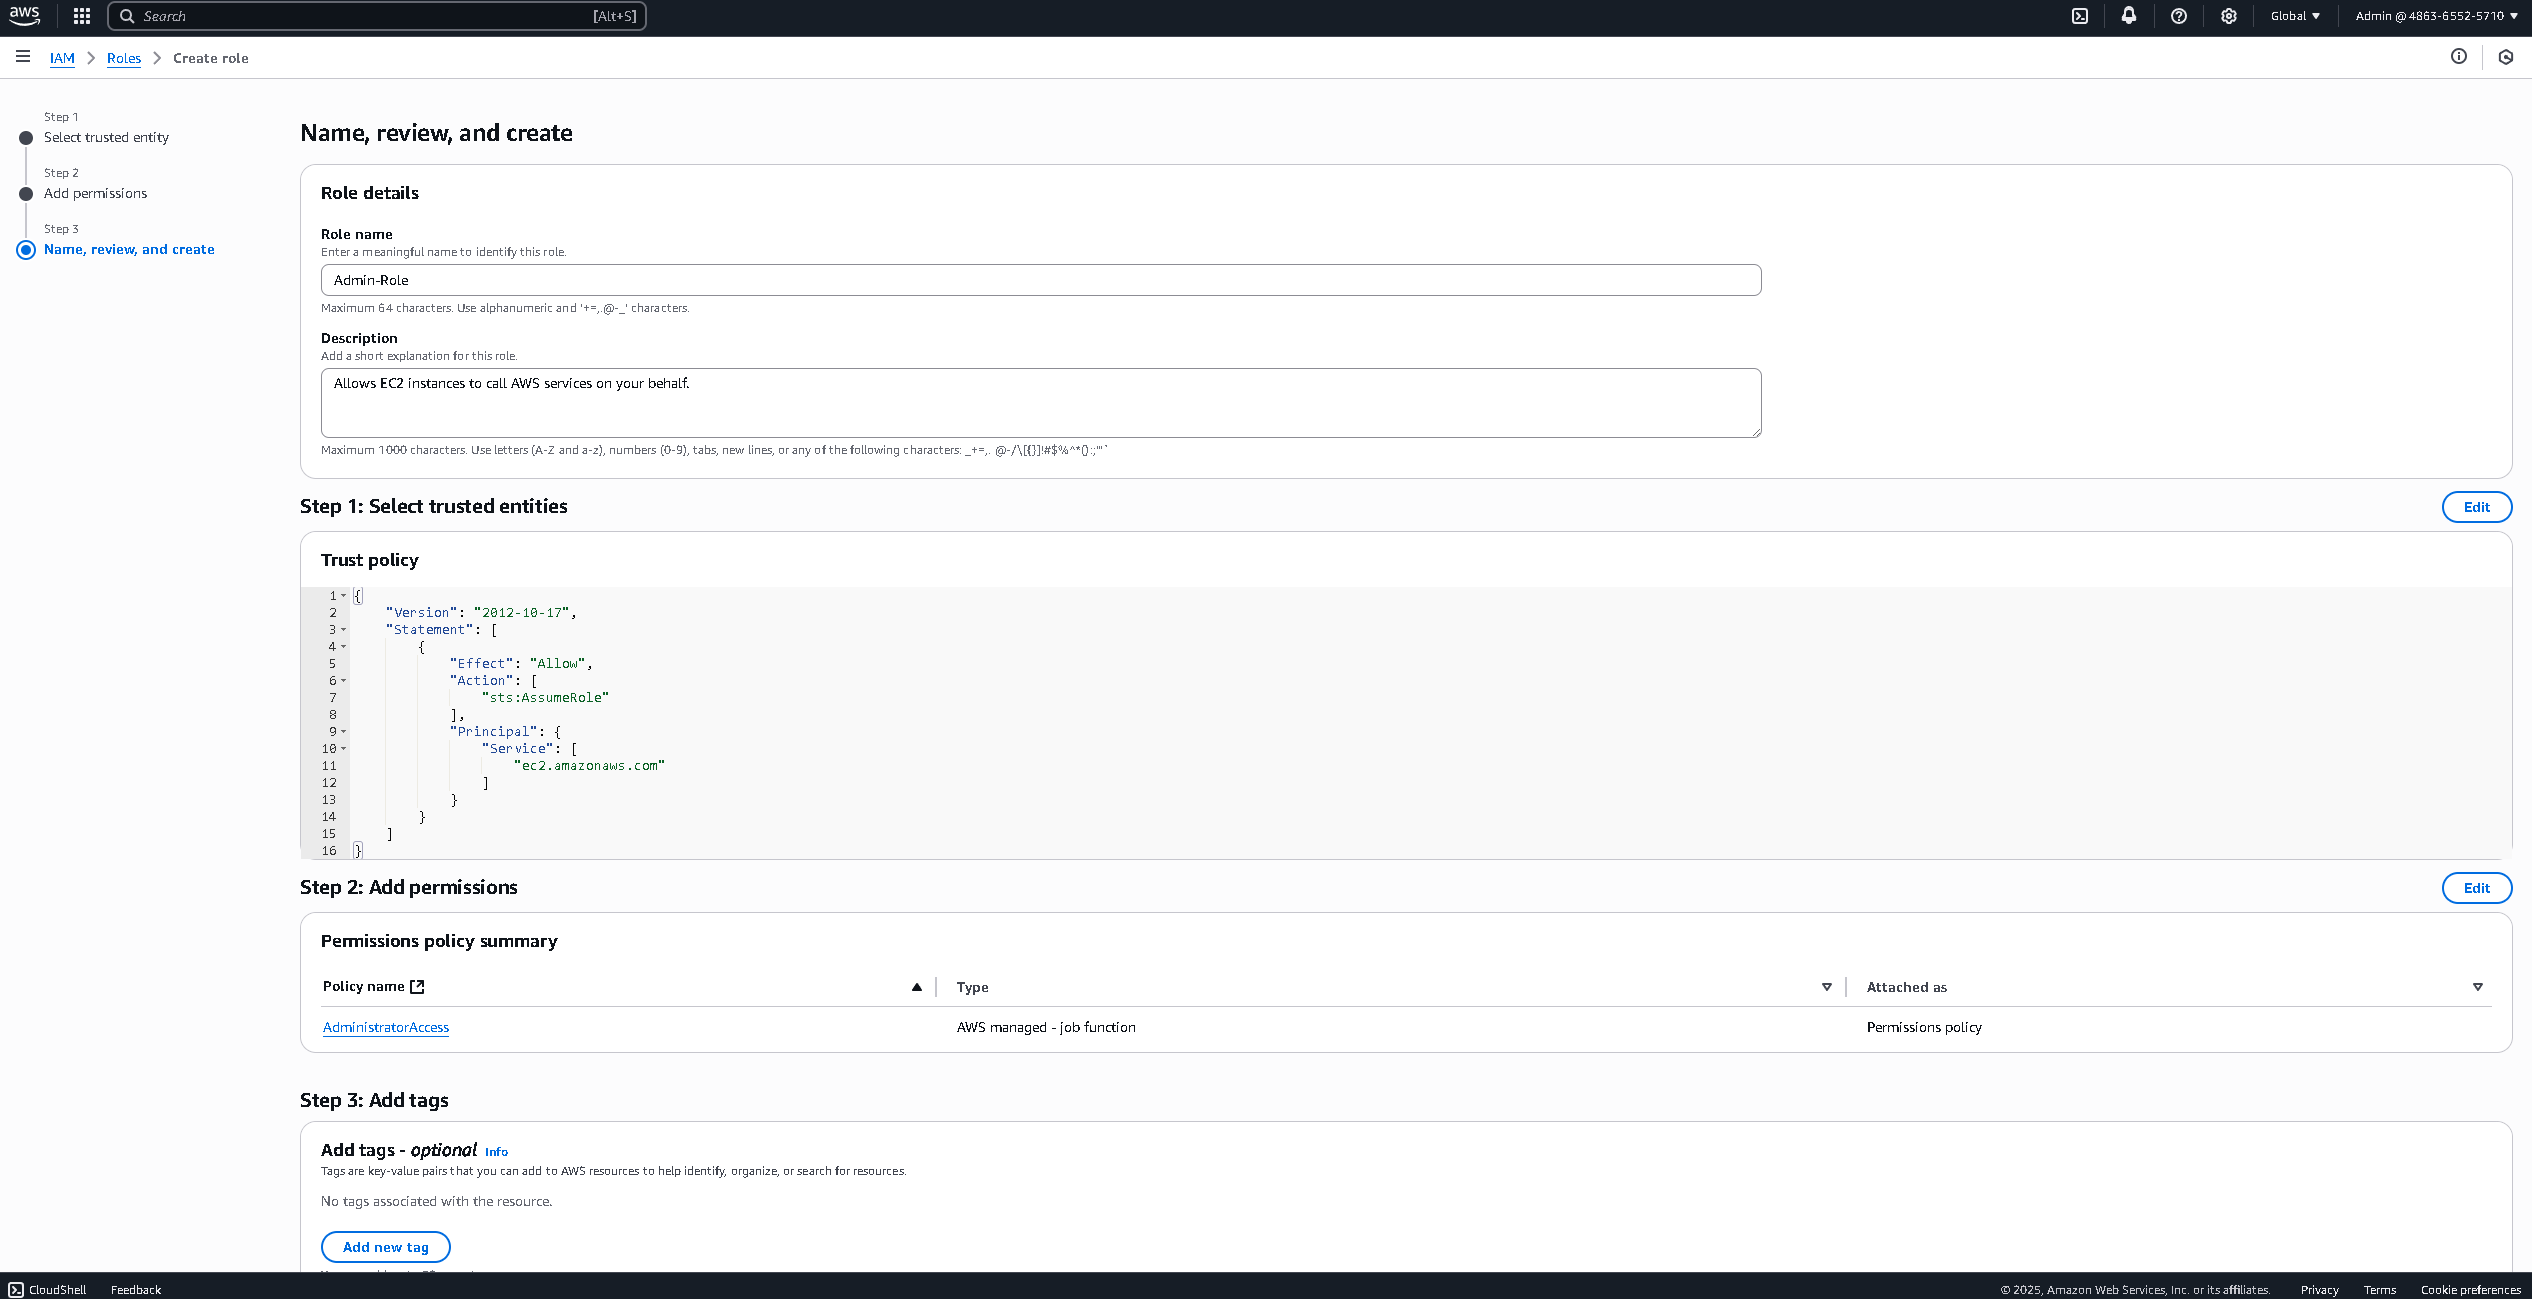 aws
Search [Alt+S]
Global
Admin @ 4863-6552-5710
IAM > Roles > Create role
Step 1
Select trusted entity
Step 2
Add permissions
Step 3
Name, review, and create
Name, review, and create
Role details
Role name
Enter a meaningful name to identify this role.
Admin-Role
Maximum 64 characters. Use alphanumeric and '+=,.@-_' characters.
Description
Add a short explanation for this role.
Allows EC2 instances to call AWS services on your behalf.
Maximum 1000 characters. Use letters (A-Z and a-z), numbers (0-9), tabs, new lines, or any of the following characters: _+=,. @-/\[{}]!#$%^*();:'"`
Step 1: Select trusted entities
Edit
Trust policy
1 {
2 "Version": "2012-10-17",
3 "Statement": [
4 {
5 "Effect": "Allow",
6 "Action": [
7 "sts:AssumeRole"
8 ],
9 "Principal": {
10 "Service": [
11 "ec2.amazonaws.com"
12 ]
13 }
14 }
15 ]
16 }
Step 2: Add permissions
Edit
Permissions policy summary
Policy name
Type
Attached as
AdministratorAccess
AWS managed - job function
Permissions policy
Step 3: Add tags
Add tags - optional Info
Tags are key-value pairs that you can add to AWS resources to help identify, organize, or search for resources.
No tags associated with the resource.
Add new tag
CloudShell Feedback
© 2025, Amazon Web Services, Inc. or its affiliates. Privacy Terms Cookie preferences